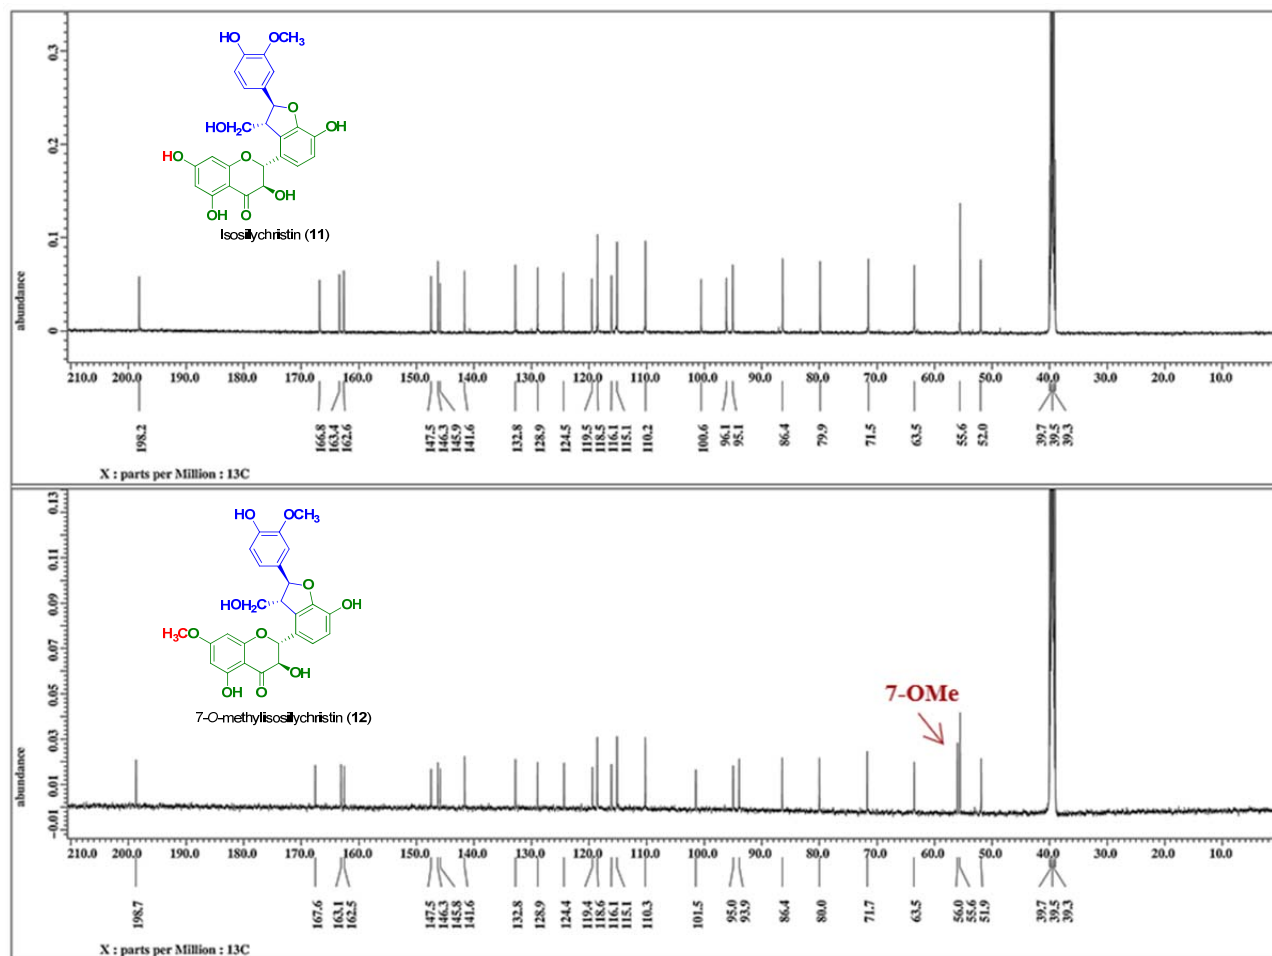 HO OCH3
O
HOH2C OH
HO O
OH
OH O
Isosillychristin (11)
abundance
0.3
0.2
0.1
0
210.0 200.0 190.0 180.0 170.0 160.0 150.0 140.0 130.0 120.0 110.0 100.0 90.0 80.0 70.0 60.0 50.0 40.0 30.0 20.0 10.0
198.2 166.8 163.4 162.6 147.5 146.3 145.9 141.6 132.8 128.9 124.5 119.5 118.5 116.1 115.1 110.2 100.6 96.1 95.1 86.4 79.9 71.5 63.5 55.6 52.0 39.7 39.5 39.3
X : parts per Million : 13C
HO OCH3
O
HOH2C OH
H3CO O
OH
OH O
7-O-methylisosillychristin (12)
7-OMe
abundance
0.13
0.11
0.09
0.07
0.05
0.03
0.01
-0.01
210.0 200.0 190.0 180.0 170.0 160.0 150.0 140.0 130.0 120.0 110.0 100.0 90.0 80.0 70.0 60.0 50.0 40.0 30.0 20.0 10.0
198.7 167.6 163.1 162.5 147.5 146.3 145.8 141.6 132.8 128.9 124.4 119.4 118.6 116.1 115.1 110.3 101.5 95.0 93.9 86.4 80.0 71.7 63.5 56.0 55.6 51.9 39.7 39.5 39.3
X : parts per Million : 13C